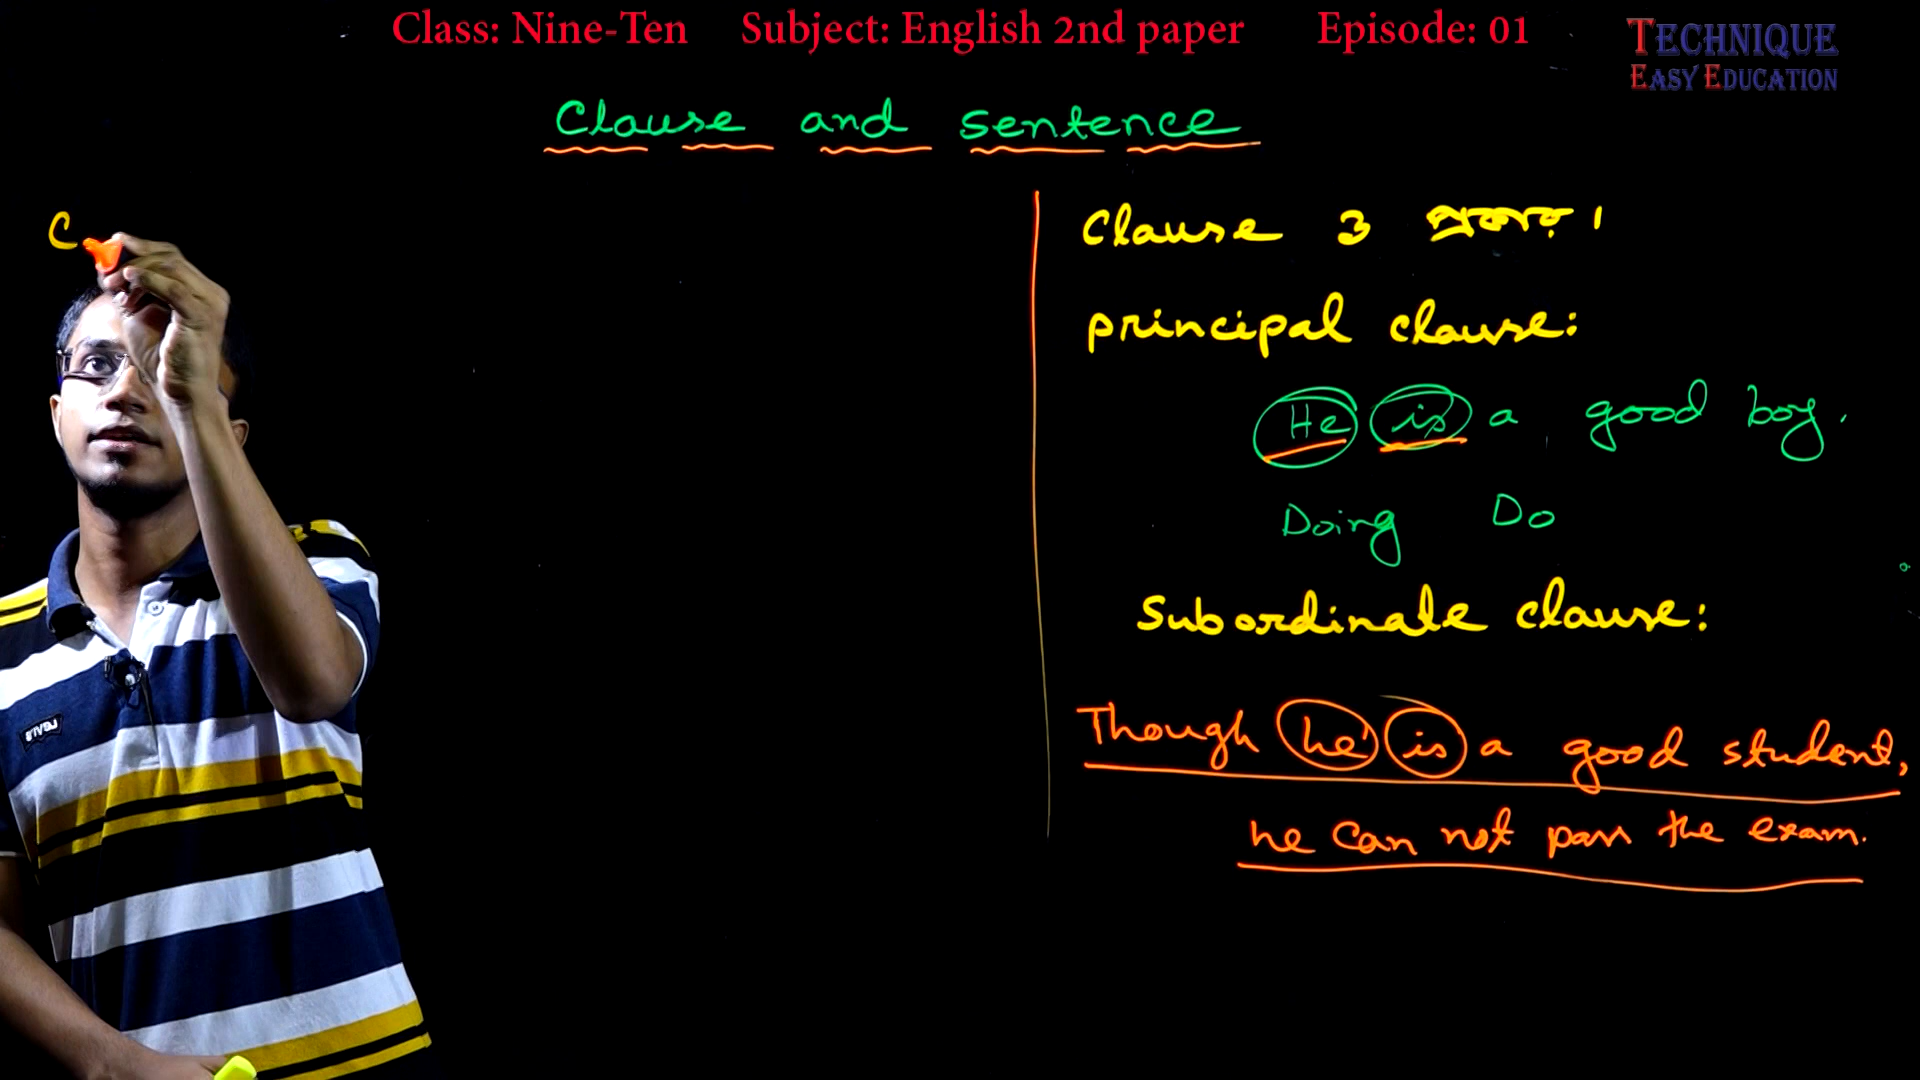 Class: Nine-Ten Subject: English 2nd paper Episode: 01
TECHNIQUE
EASY EDUCATION
Clause and sentence
C
Clause 3 প্রকার।
principal clause:
He is a good boy.
Doing Do
Subordinate clause:
Though he is a good student,
he can not pass the exam.